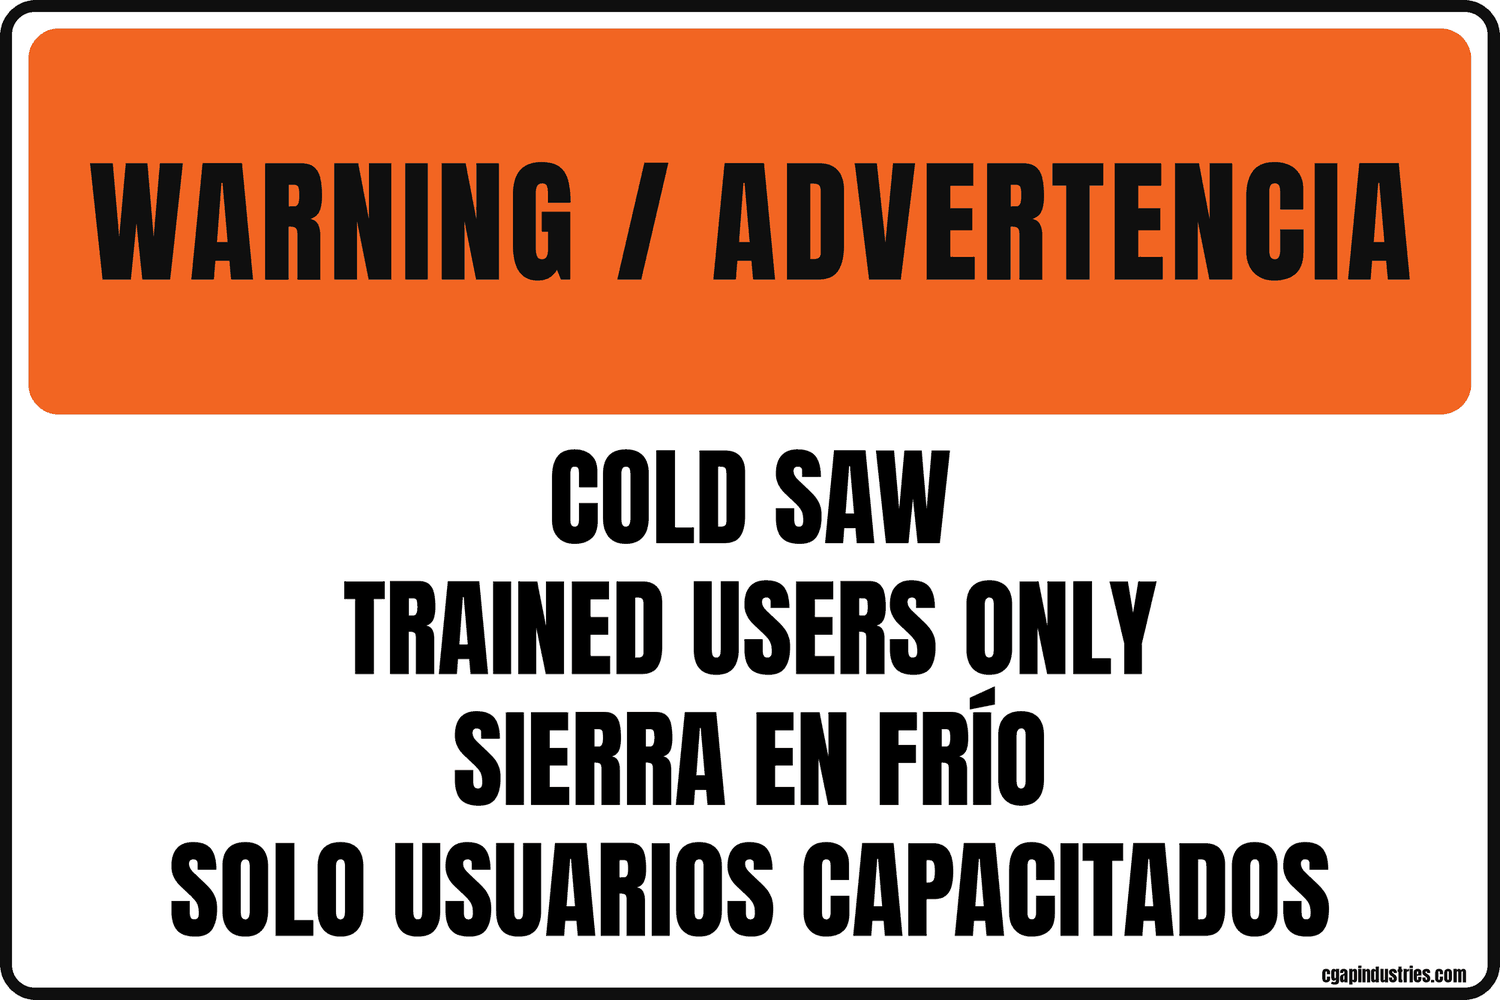 WARNING / ADVERTENCIA
COLD SAW
TRAINED USERS ONLY
SIERRA EN FRÍO
SOLO USUARIOS CAPACITADOS
cgapindustries.com